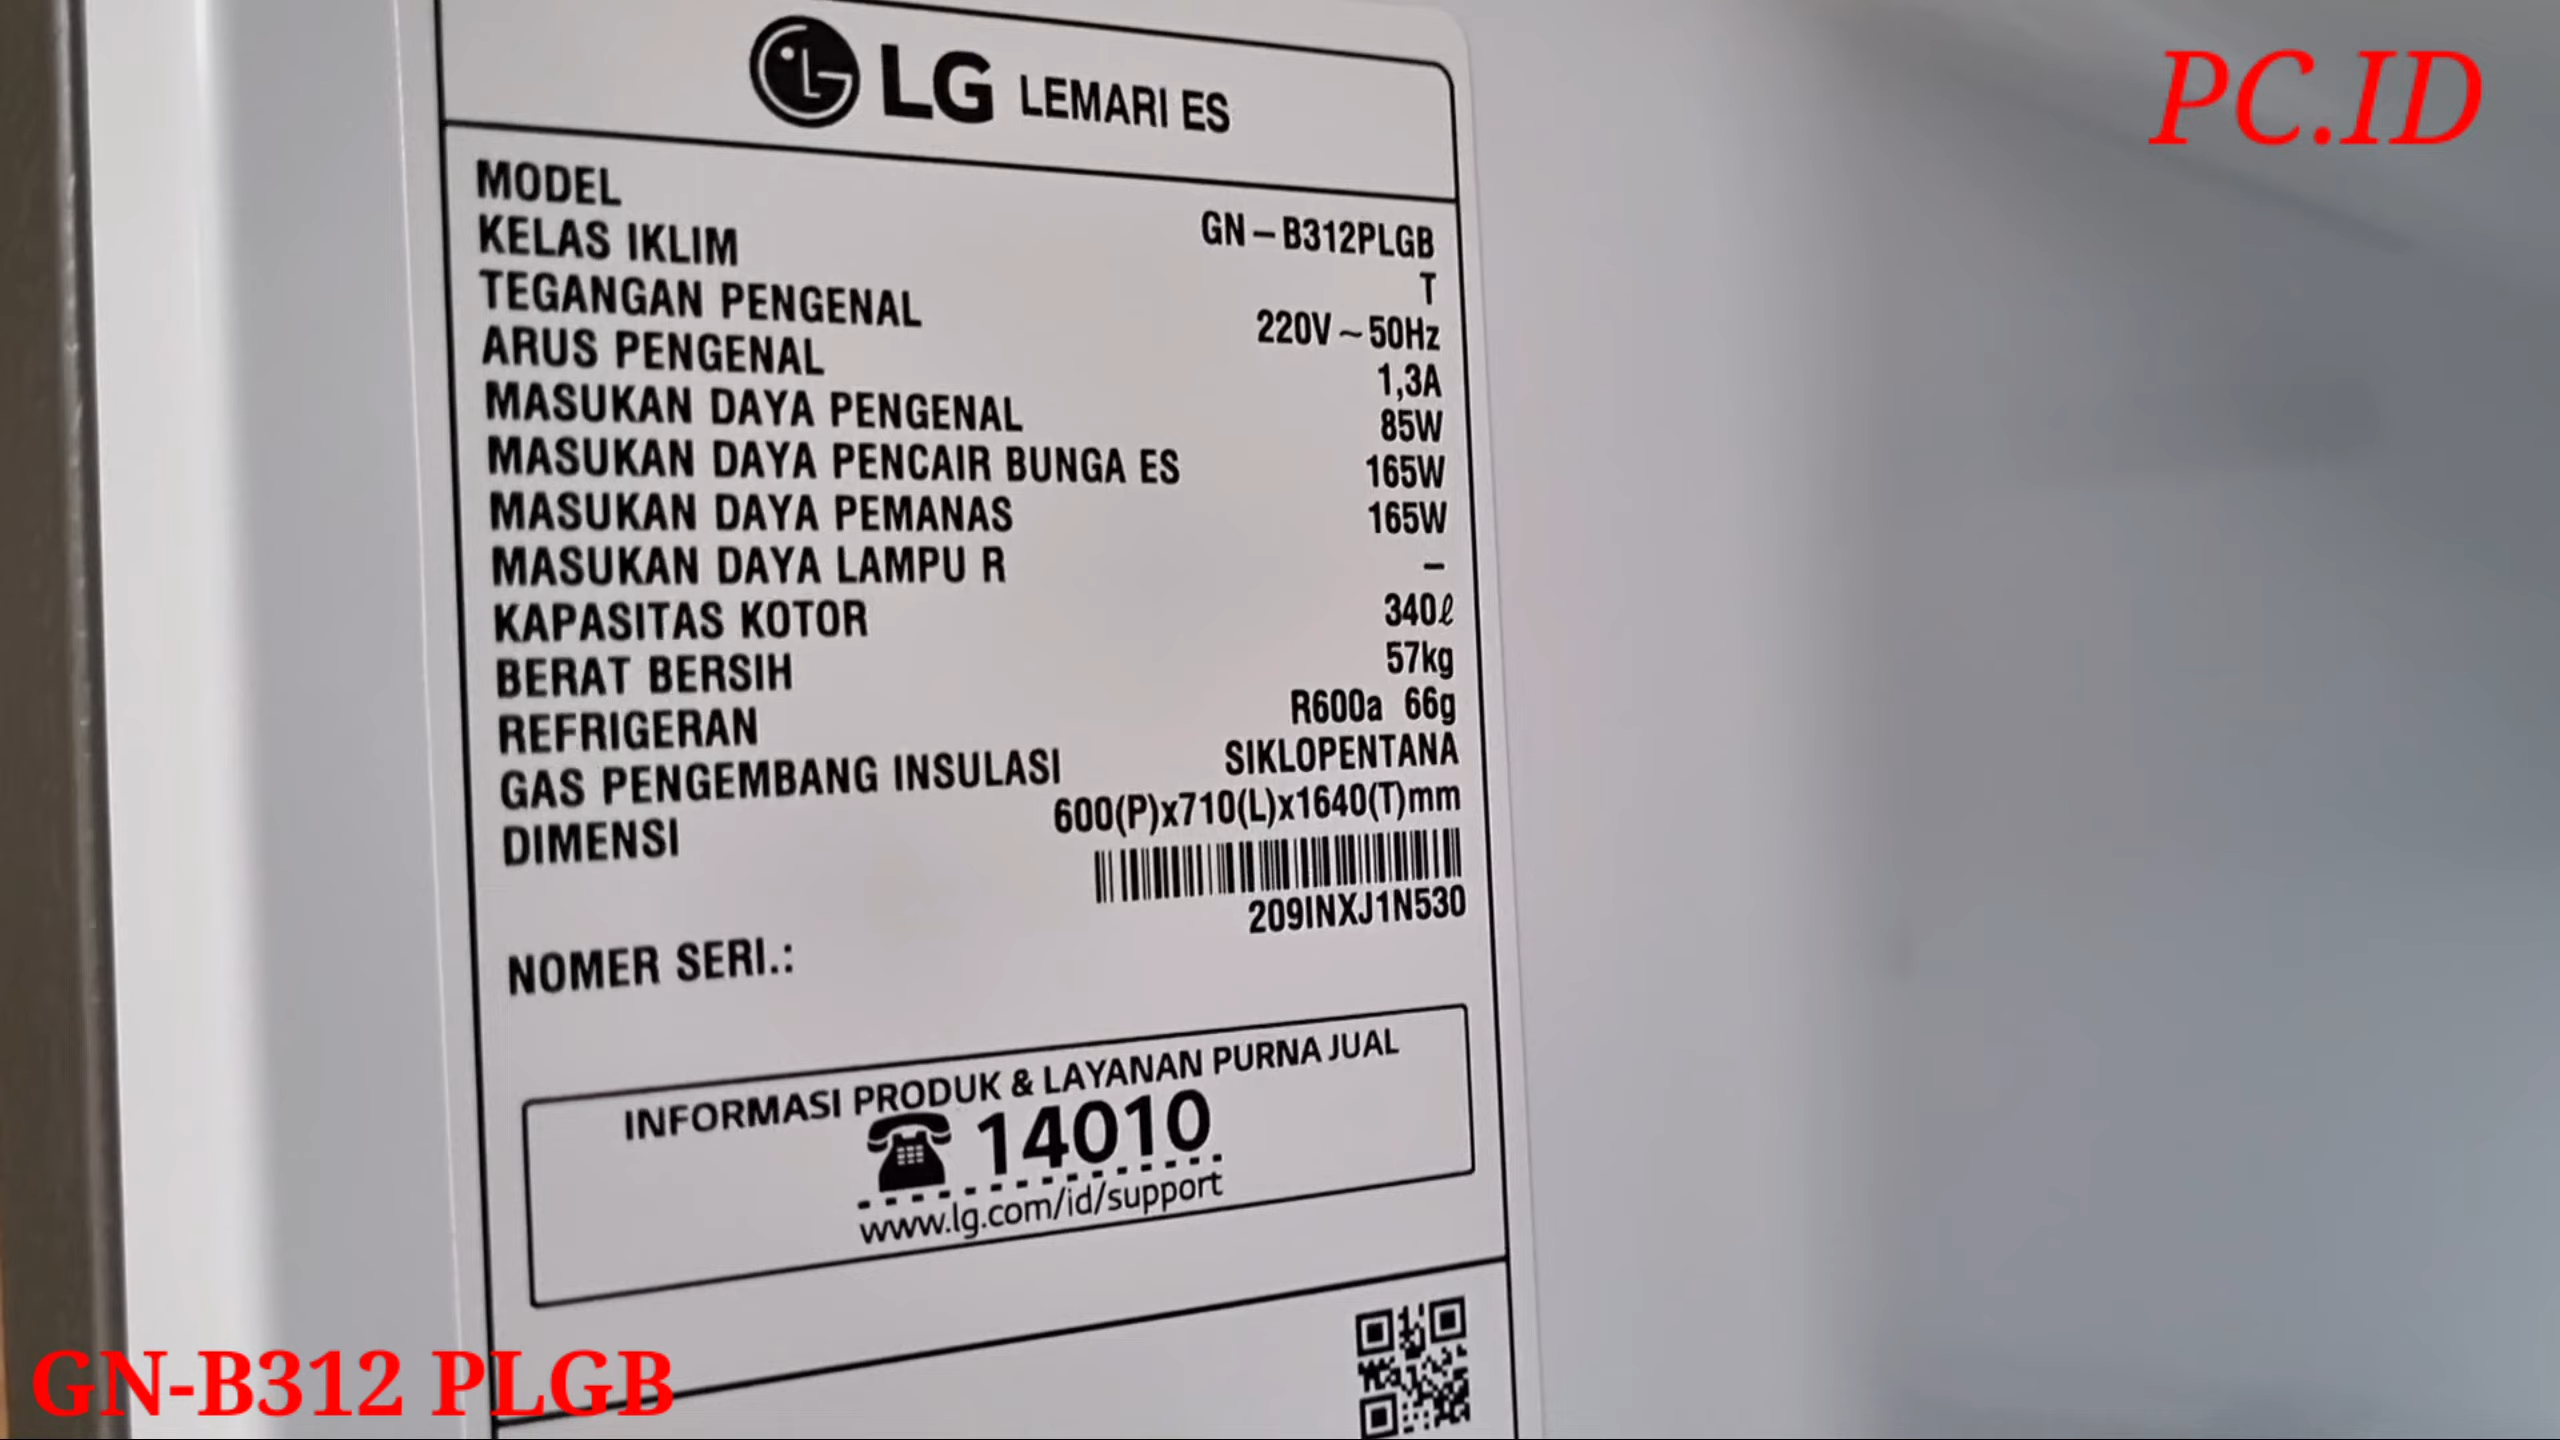 PC.ID
LG LEMARI ES
MODEL GN-B312PLGB
KELAS IKLIM T
TEGANGAN PENGENAL 220V~50Hz
ARUS PENGENAL 1,3A
MASUKAN DAYA PENGENAL 85W
MASUKAN DAYA PENCAIR BUNGA ES 165W
MASUKAN DAYA PEMANAS 165W
MASUKAN DAYA LAMPU R –
KAPASITAS KOTOR 340ℓ
BERAT BERSIH 57kg
REFRIGERAN R600a 66g
GAS PENGEMBANG INSULASI SIKLOPENTANA
DIMENSI 600(P)x710(L)x1640(T)mm
NOMER SERI.: 209INXJ1N530
INFORMASI PRODUK & LAYANAN PURNA JUAL
14010
www.lg.com/id/support
GN-B312 PLGB